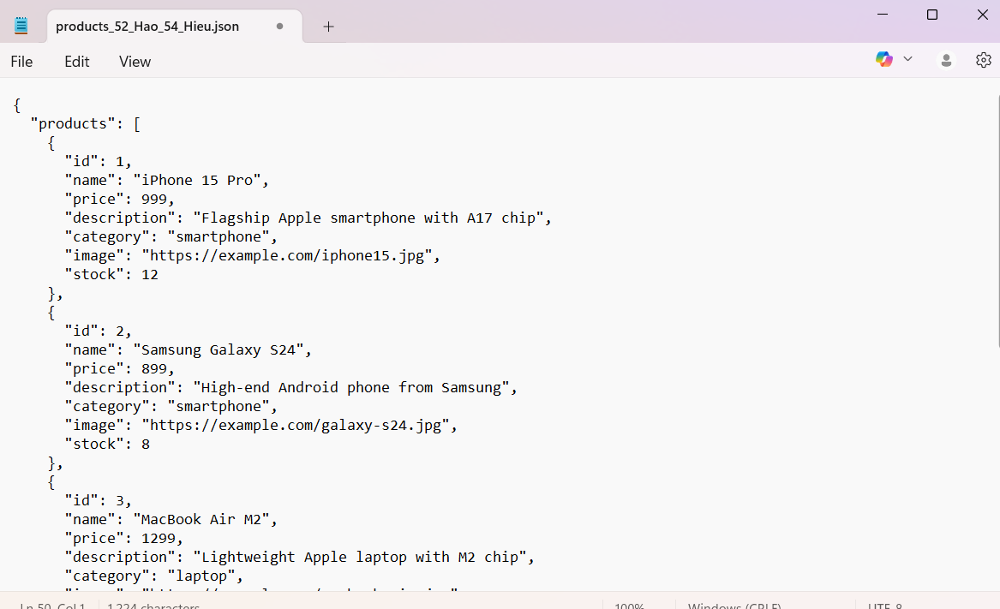 products_52_Hao_54_Hieu.json
File Edit View
{
"products": [
{
"id": 1,
"name": "iPhone 15 Pro",
"price": 999,
"description": "Flagship Apple smartphone with A17 chip",
"category": "smartphone",
"image": "https://example.com/iphone15.jpg",
"stock": 12
},
{
"id": 2,
"name": "Samsung Galaxy S24",
"price": 899,
"description": "High-end Android phone from Samsung",
"category": "smartphone",
"image": "https://example.com/galaxy-s24.jpg",
"stock": 8
},
{
"id": 3,
"name": "MacBook Air M2",
"price": 1299,
"description": "Lightweight Apple laptop with M2 chip",
"category": "laptop",
Ln 50, Col 1 1,224 characters 100% Windows (CRLF) UTF-8